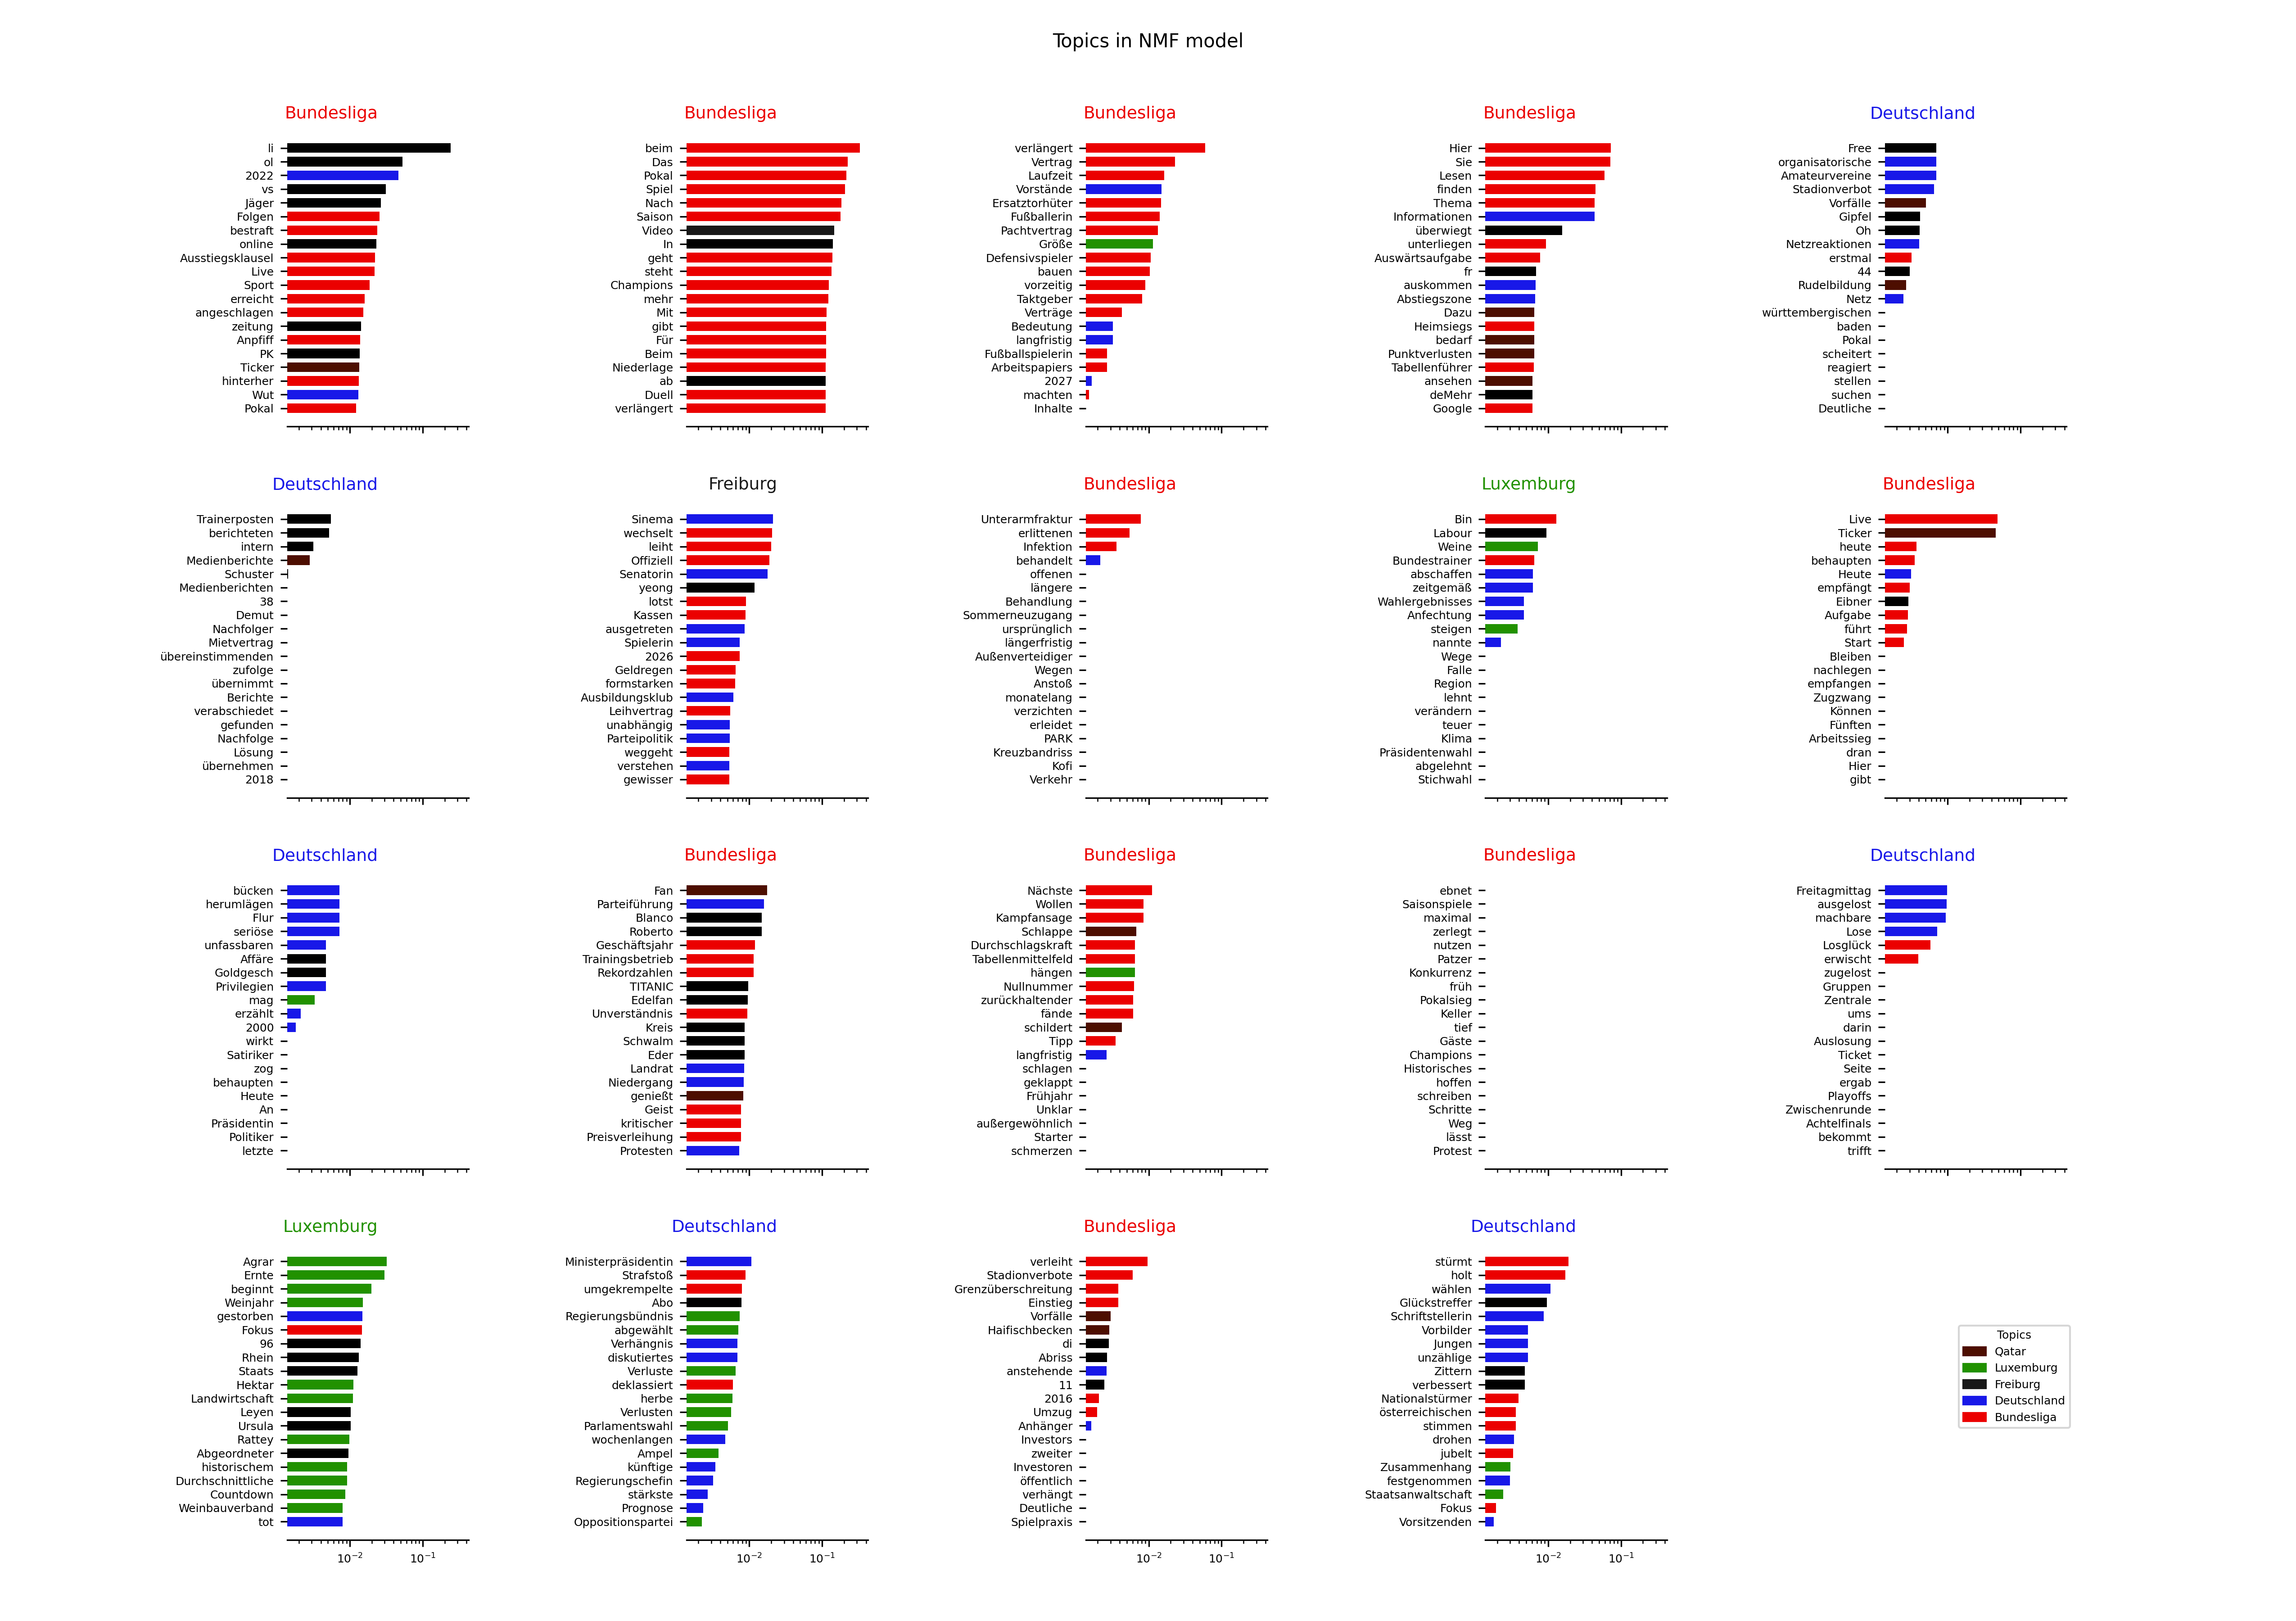 Topics in NMF model
Bundesliga
li
ol
2022
vs
Jäger
Folgen
bestraft
online
Ausstiegsklausel
Live
Sport
erreicht
angeschlagen
zeitung
Anpfiff
PK
Ticker
hinterher
Wut
Pokal
Bundesliga
beim
Das
Pokal
Spiel
Nach
Saison
Video
In
geht
steht
Champions
mehr
Mit
gibt
Für
Beim
Niederlage
ab
Duell
verlängert
Bundesliga
verlängert
Vertrag
Laufzeit
Vorstände
Ersatztorhüter
Fußballerin
Pachtvertrag
Größe
Defensivspieler
bauen
vorzeitig
Taktgeber
Verträge
Bedeutung
langfristig
Fußballspielerin
Arbeitspapiers
2027
machten
Inhalte
Bundesliga
Hier
Sie
Lesen
finden
Thema
Informationen
überwiegt
unterliegen
Auswärtsaufgabe
fr
auskommen
Abstiegszone
Dazu
Heimsiegs
bedarf
Punktverlusten
Tabellenführer
ansehen
deMehr
Google
Deutschland
Free
organisatorische
Amateurvereine
Stadionverbot
Vorfälle
Gipfel
Oh
Netzreaktionen
erstmal
44
Rudelbildung
Netz
württembergischen
baden
Pokal
scheitert
reagiert
stellen
suchen
Deutliche
Deutschland
Trainerposten
berichteten
intern
Medienberichte
Schuster
Medienberichten
38
Demut
Nachfolger
Mietvertrag
übereinstimmenden
zufolge
übernimmt
Berichte
verabschiedet
gefunden
Nachfolge
Lösung
übernehmen
2018
Freiburg
Sinema
wechselt
leiht
Offiziell
Senatorin
yeong
lotst
Kassen
ausgetreten
Spielerin
2026
Geldregen
formstarken
Ausbildungsklub
Leihvertrag
unabhängig
Parteipolitik
weggeht
verstehen
gewisser
Bundesliga
Unterarmfraktur
erlittenen
Infektion
behandelt
offenen
längere
Behandlung
Sommerneuzugang
ursprünglich
längerfristig
Außenverteidiger
Wegen
Anstoß
monatelang
verzichten
erleidet
PARK
Kreuzbandriss
Kofi
Verkehr
Luxemburg
Bin
Labour
Weine
Bundestrainer
abschaffen
zeitgemäß
Wahlergebnisses
Anfechtung
steigen
nannte
Wege
Falle
Region
lehnt
verändern
teuer
Klima
Präsidentenwahl
abgelehnt
Stichwahl
Bundesliga
Live
Ticker
heute
behaupten
Heute
empfängt
Eibner
Aufgabe
führt
Start
Bleiben
nachlegen
empfangen
Zugzwang
Können
Fünften
Arbeitssieg
dran
Hier
gibt
Deutschland
bücken
herumlägen
Flur
seriöse
unfassbaren
Affäre
Goldgesch
Privilegien
mag
erzählt
2000
wirkt
Satiriker
zog
behaupten
Heute
An
Präsidentin
Politiker
letzte
Bundesliga
Fan
Parteiführung
Blanco
Roberto
Geschäftsjahr
Trainingsbetrieb
Rekordzahlen
TITANIC
Edelfan
Unverständnis
Kreis
Schwalm
Eder
Landrat
Niedergang
genießt
Geist
kritischer
Preisverleihung
Protesten
Bundesliga
Nächste
Wollen
Kampfansage
Schlappe
Durchschlagskraft
Tabellenmittelfeld
hängen
Nullnummer
zurückhaltender
fände
schildert
Tipp
langfristig
schlagen
geklappt
Frühjahr
Unklar
außergewöhnlich
Starter
schmerzen
Bundesliga
ebnet
Saisonspiele
maximal
zerlegt
nutzen
Patzer
Konkurrenz
früh
Pokalsieg
Keller
tief
Gäste
Champions
Historisches
hoffen
schreiben
Schritte
Weg
lässt
Protest
Deutschland
Freitagmittag
ausgelost
machbare
Lose
Losglück
erwischt
zugelost
Gruppen
Zentrale
ums
darin
Auslosung
Ticket
Seite
ergab
Playoffs
Zwischenrunde
Achtelfinals
bekommt
trifft
Luxemburg
Agrar
Ernte
beginnt
Weinjahr
gestorben
Fokus
96
Rhein
Staats
Hektar
Landwirtschaft
Leyen
Ursula
Rattey
Abgeordneter
historischem
Durchschnittliche
Countdown
Weinbauverband
tot
10⁻² 10⁻¹
Deutschland
Ministerpräsidentin
Strafstoß
umgekrempelte
Abo
Regierungsbündnis
abgewählt
Verhängnis
diskutiertes
Verluste
deklassiert
herbe
Verlusten
Parlamentswahl
wochenlangen
Ampel
künftige
Regierungschefin
stärkste
Prognose
Oppositionspartei
10⁻² 10⁻¹
Bundesliga
verleiht
Stadionverbote
Grenzüberschreitung
Einstieg
Vorfälle
Haifischbecken
di
Abriss
anstehende
11
2016
Umzug
Anhänger
Investors
zweiter
Investoren
öffentlich
verhängt
Deutliche
Spielpraxis
10⁻² 10⁻¹
Deutschland
stürmt
holt
wählen
Glückstreffer
Schriftstellerin
Vorbilder
Jungen
unzählige
Zittern
verbessert
Nationalstürmer
österreichischen
stimmen
drohen
jubelt
Zusammenhang
festgenommen
Staatsanwaltschaft
Fokus
Vorsitzenden
10⁻² 10⁻¹
Topics
Qatar
Luxemburg
Freiburg
Deutschland
Bundesliga